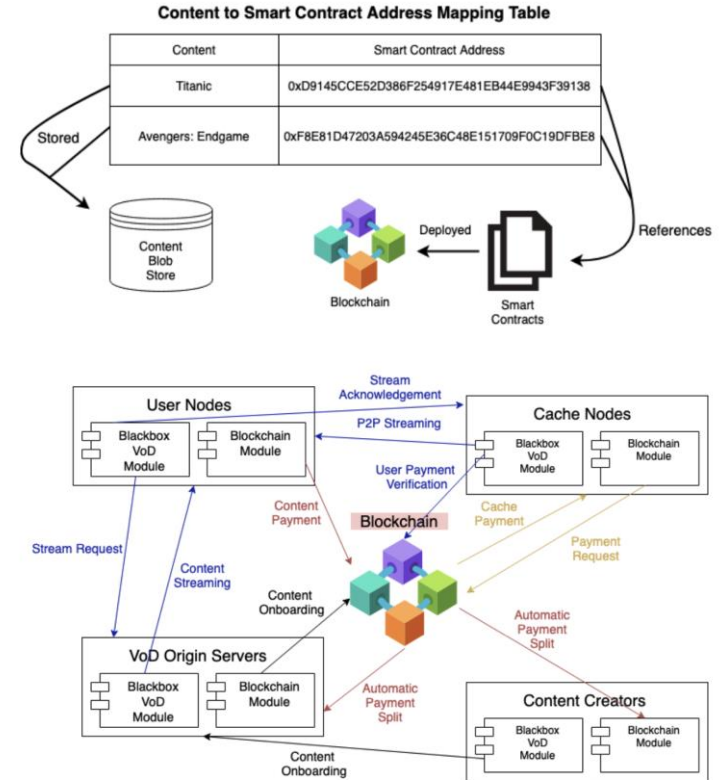 Content to Smart Contract Address Mapping Table
Content
Smart Contract Address
Titanic
0xD9145CCE52D386F254917E481EB44E9943F39138
Avengers: Endgame
0xF8E81D47203A594245E36C48E151709F0C19DFBE8
Stored
References
Content
Blob
Store
Blockchain
Deployed
Smart
Contracts
User Nodes
Blackbox
VoD
Module
Blockchain
Module
Stream
Acknowledgement
P2P Streaming
Cache Nodes
Blackbox
VoD
Module
Blockchain
Module
User Payment
Verification
Content
Payment
Blockchain
Cache
Payment
Payment
Request
Stream Request
Content
Streaming
Content
Onboarding
Automatic
Payment
Split
VoD Origin Servers
Blackbox
VoD
Module
Blockchain
Module
Automatic
Payment
Split
Content Creators
Blackbox
VoD
Module
Blockchain
Module
Content
Onboarding